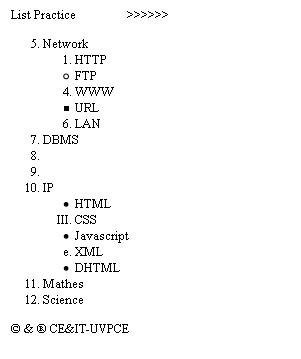 List Practice >>>>>>
5. Network
1. HTTP
○ FTP
4. WWW
■ URL
6. LAN
7. DBMS
8.
9.
10. IP
● HTML
III. CSS
● Javascript
e. XML
● DHTML
11. Mathes
12. Science
© & ® CE&IT-UVPCE